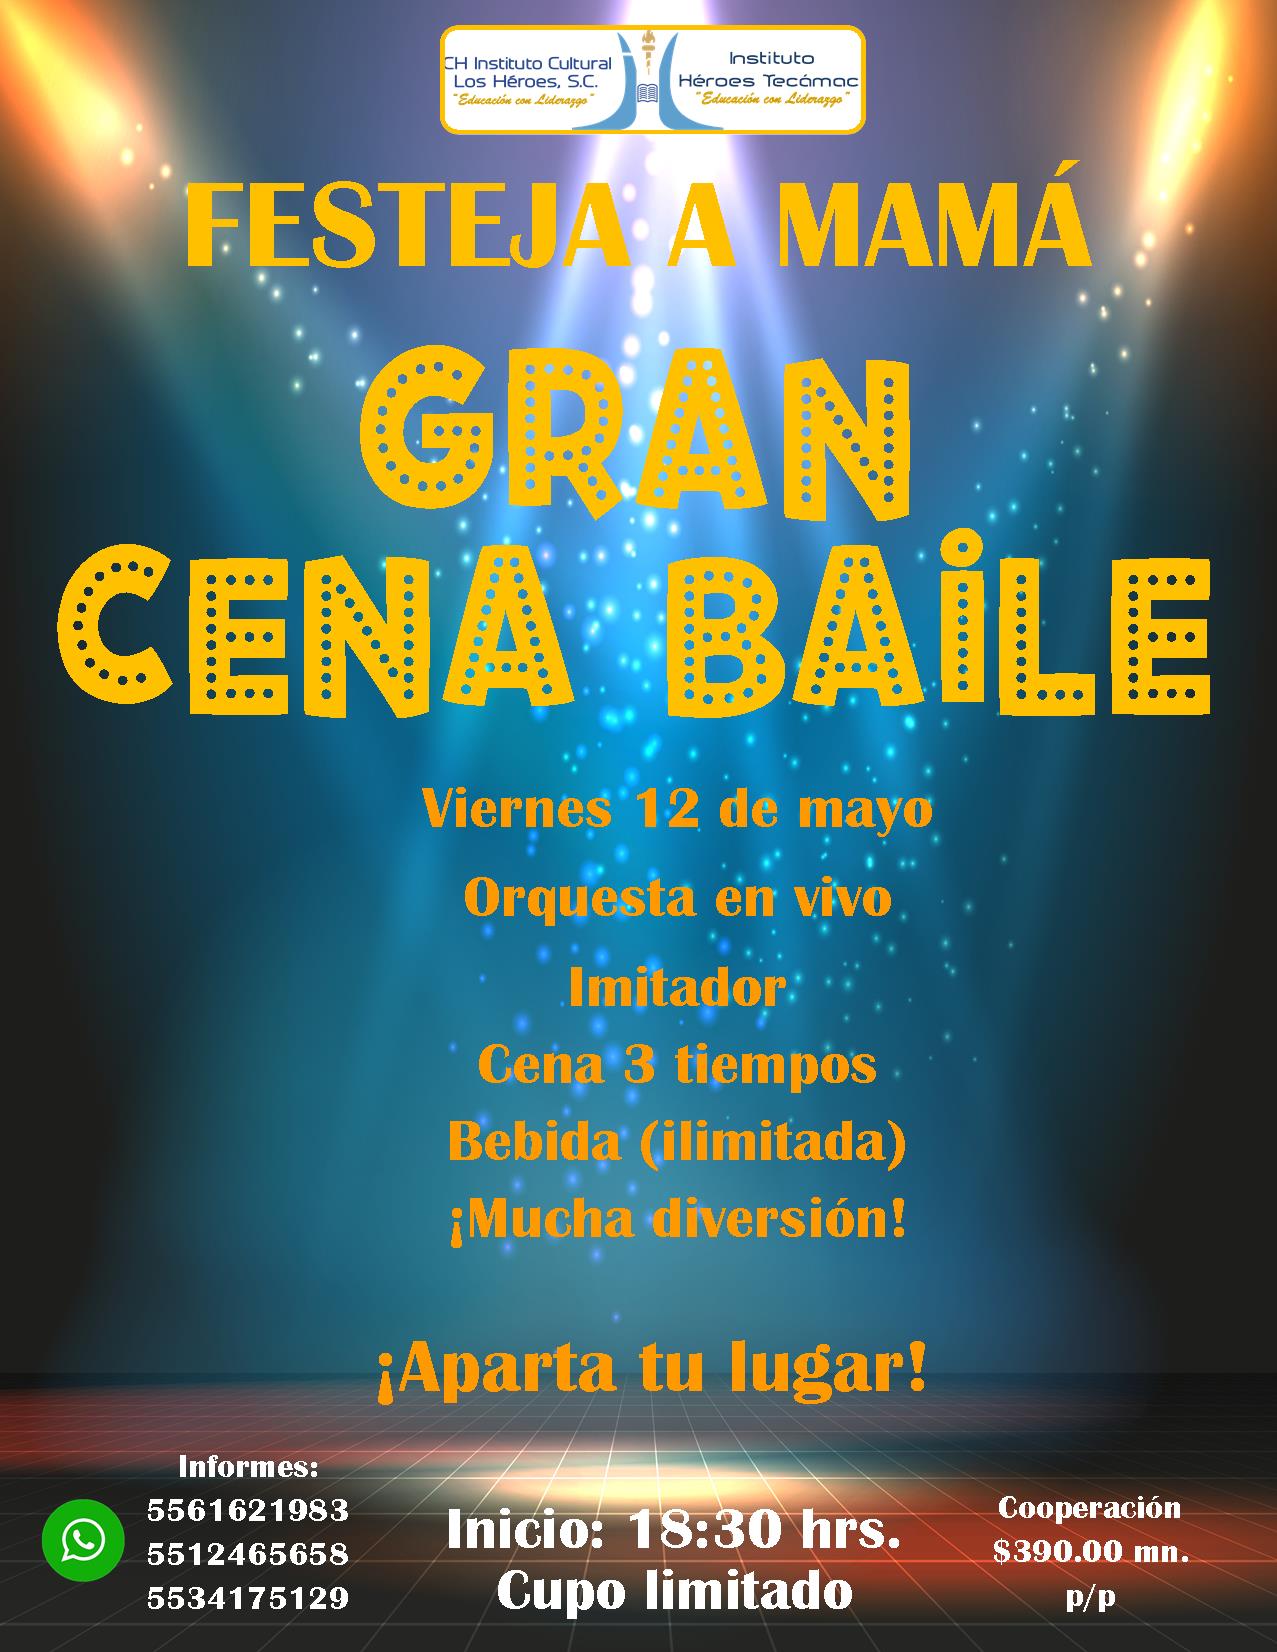 CH Instituto Cultural
Los Héroes, S.C.
"Educación con Liderazgo"
Instituto
Héroes Tecámac
"Educación con Liderazgo"
FESTEJA A MAMÁ
GRAN
CENA BAiLE
Viernes 12 de mayo
Orquesta en vivo
Imitador
Cena 3 tiempos
Bebida (ilimitada)
¡Mucha diversión!
¡Aparta tu lugar!
Informes:
5561621983
5512465658
5534175129
Inicio: 18:30 hrs.
Cupo limitado
Cooperación
$390.00 mn.
p/p